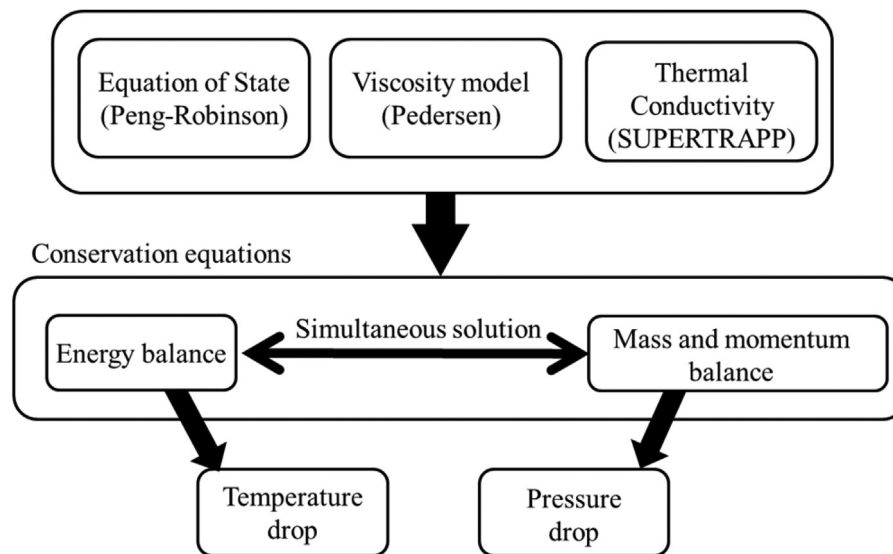 Equation of State
(Peng-Robinson)
Viscosity model
(Pedersen)
Thermal
Conductivity
(SUPERTRAPP)
Conservation equations
Energy balance
Simultaneous solution
Mass and momentum
balance
Temperature
drop
Pressure
drop